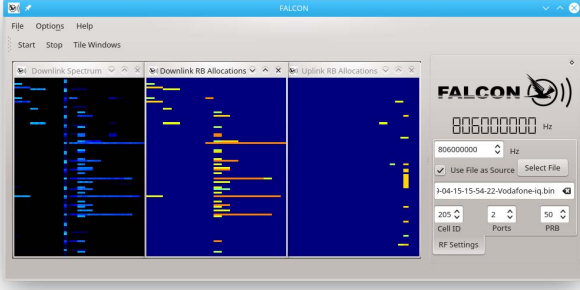 FALCON
File Options Help
Start Stop Tile Windows
Downlink Spectrum
Downlink RB Allocations
Uplink RB Allocations
FALCON
806000000 Hz
806000000 Hz
Use File as Source Select File
-04-15-15-54-22-Vodafone-iq.bin
205 2 50
Cell ID Ports PRB
RF Settings